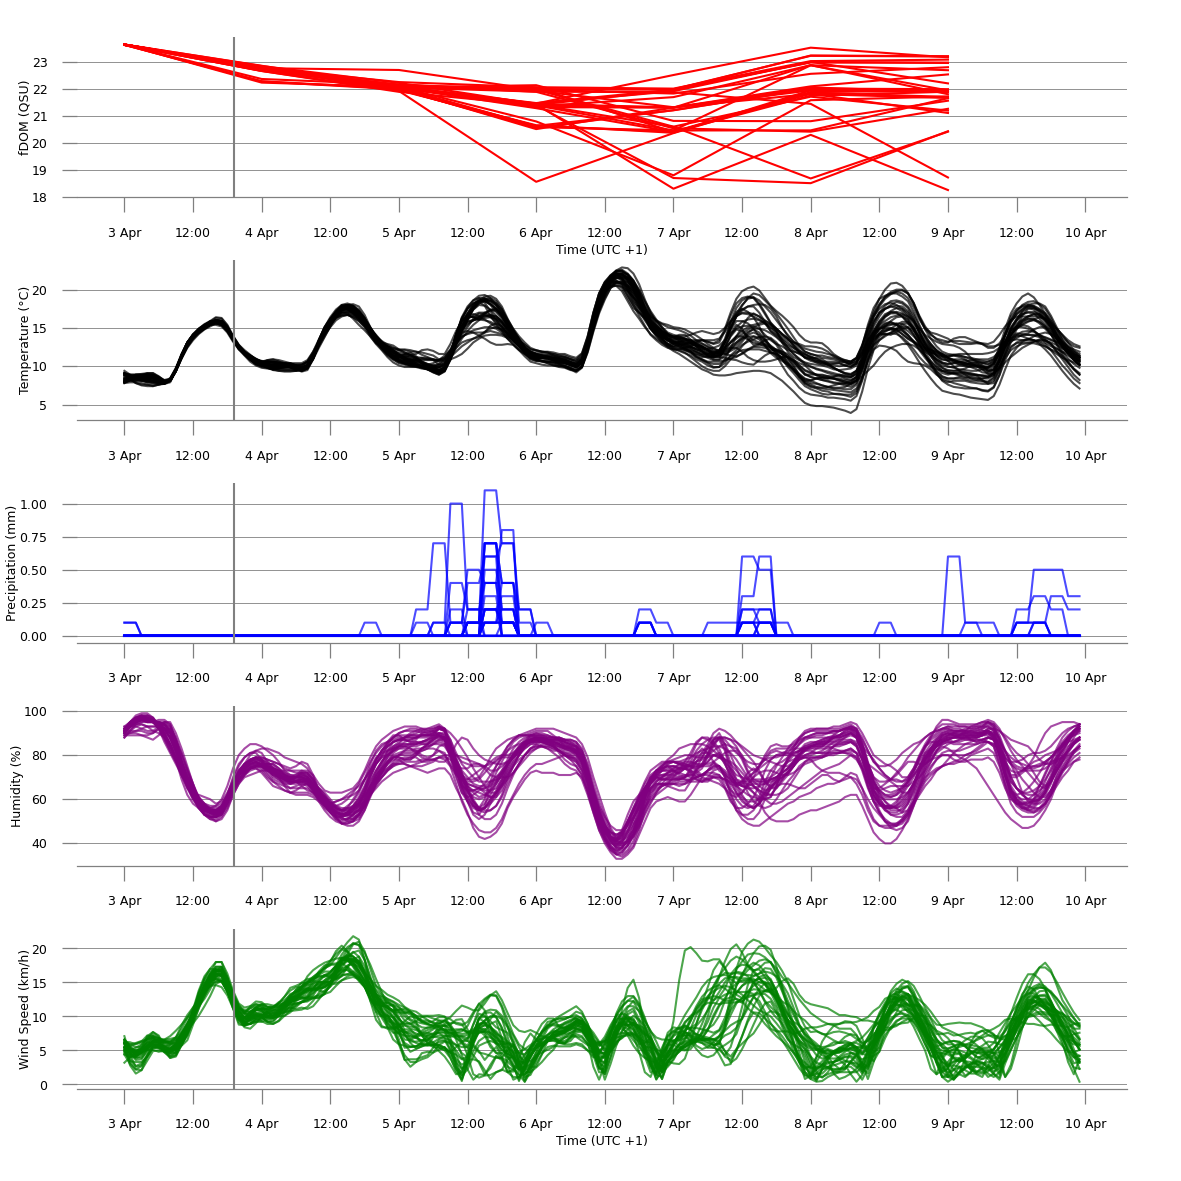 fDOM (QSU)
23
22
21
20
19
18
3 Apr 12:00 4 Apr 12:00 5 Apr 12:00 6 Apr 12:00 7 Apr 12:00 8 Apr 12:00 9 Apr 12:00 10 Apr
Time (UTC +1)
Temperature (°C)
20
15
10
5
3 Apr 12:00 4 Apr 12:00 5 Apr 12:00 6 Apr 12:00 7 Apr 12:00 8 Apr 12:00 9 Apr 12:00 10 Apr
Precipitation (mm)
1.00
0.75
0.50
0.25
0.00
3 Apr 12:00 4 Apr 12:00 5 Apr 12:00 6 Apr 12:00 7 Apr 12:00 8 Apr 12:00 9 Apr 12:00 10 Apr
Humidity (%)
100
80
60
40
3 Apr 12:00 4 Apr 12:00 5 Apr 12:00 6 Apr 12:00 7 Apr 12:00 8 Apr 12:00 9 Apr 12:00 10 Apr
Wind Speed (km/h)
20
15
10
5
0
3 Apr 12:00 4 Apr 12:00 5 Apr 12:00 6 Apr 12:00 7 Apr 12:00 8 Apr 12:00 9 Apr 12:00 10 Apr
Time (UTC +1)